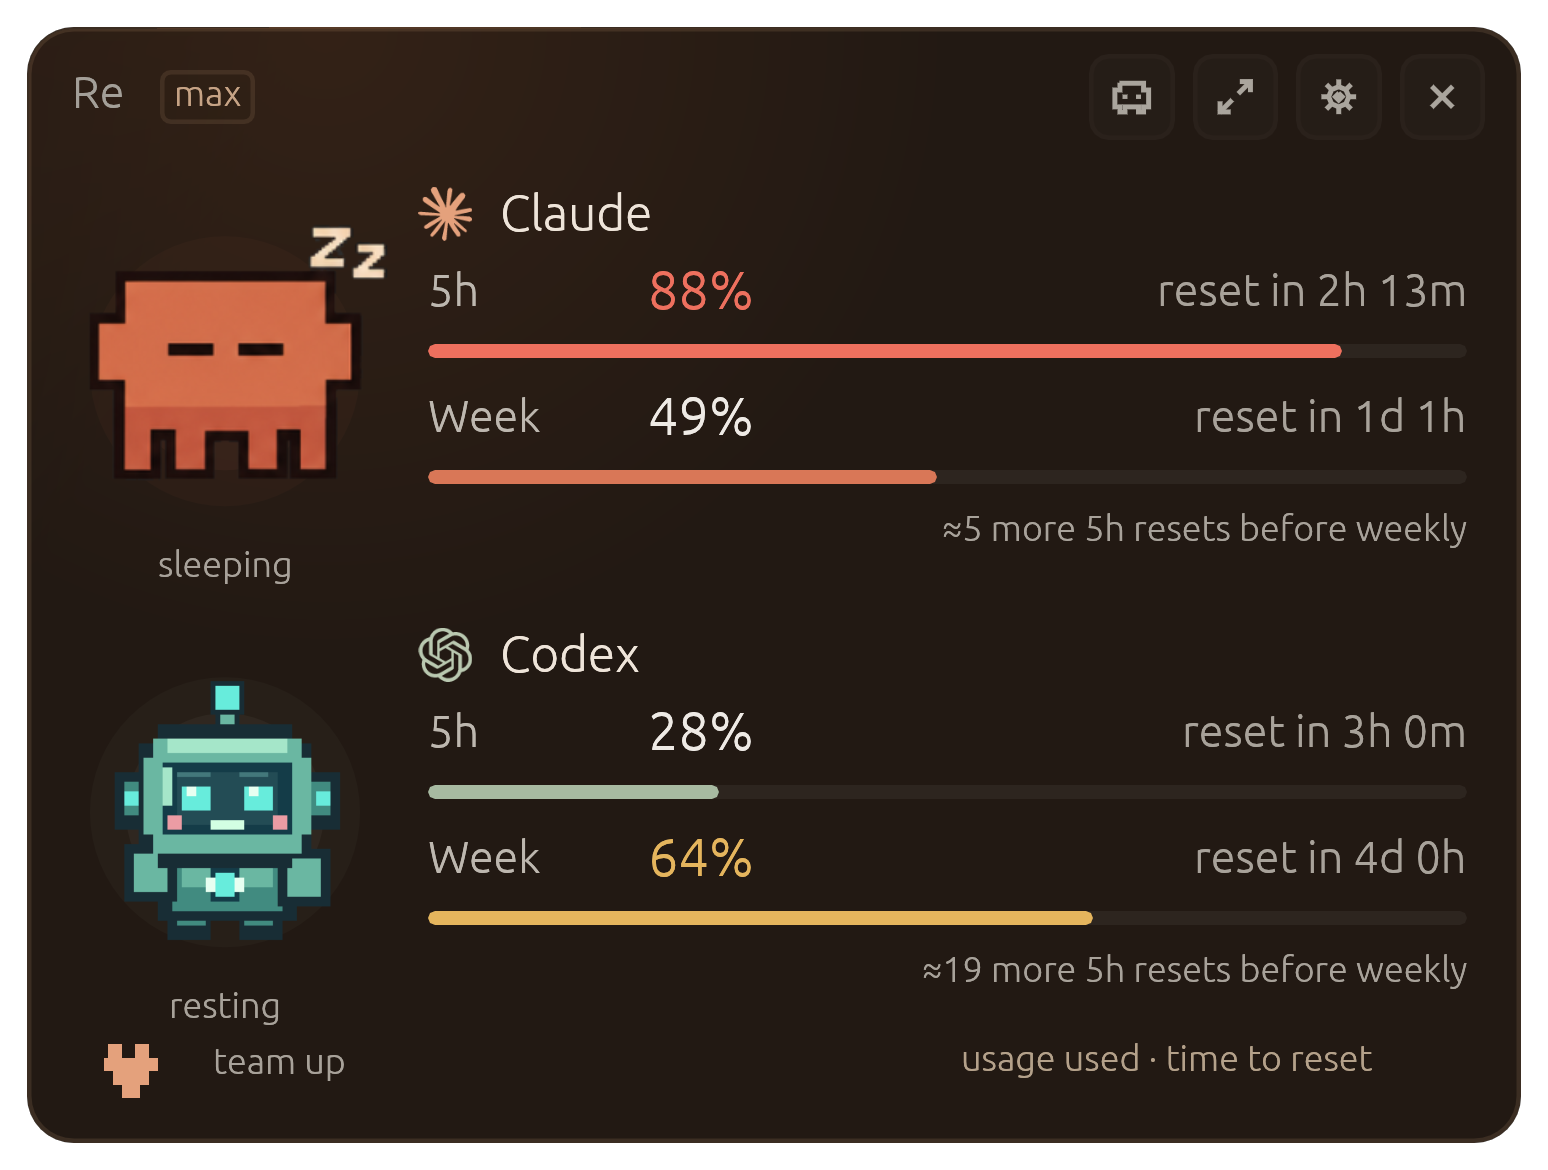 Re max
Zz
Claude
5h 88% reset in 2h 13m
Week 49% reset in 1d 1h
≈5 more 5h resets before weekly
sleeping
Codex
5h 28% reset in 3h 0m
Week 64% reset in 4d 0h
≈19 more 5h resets before weekly
resting
team up usage used · time to reset